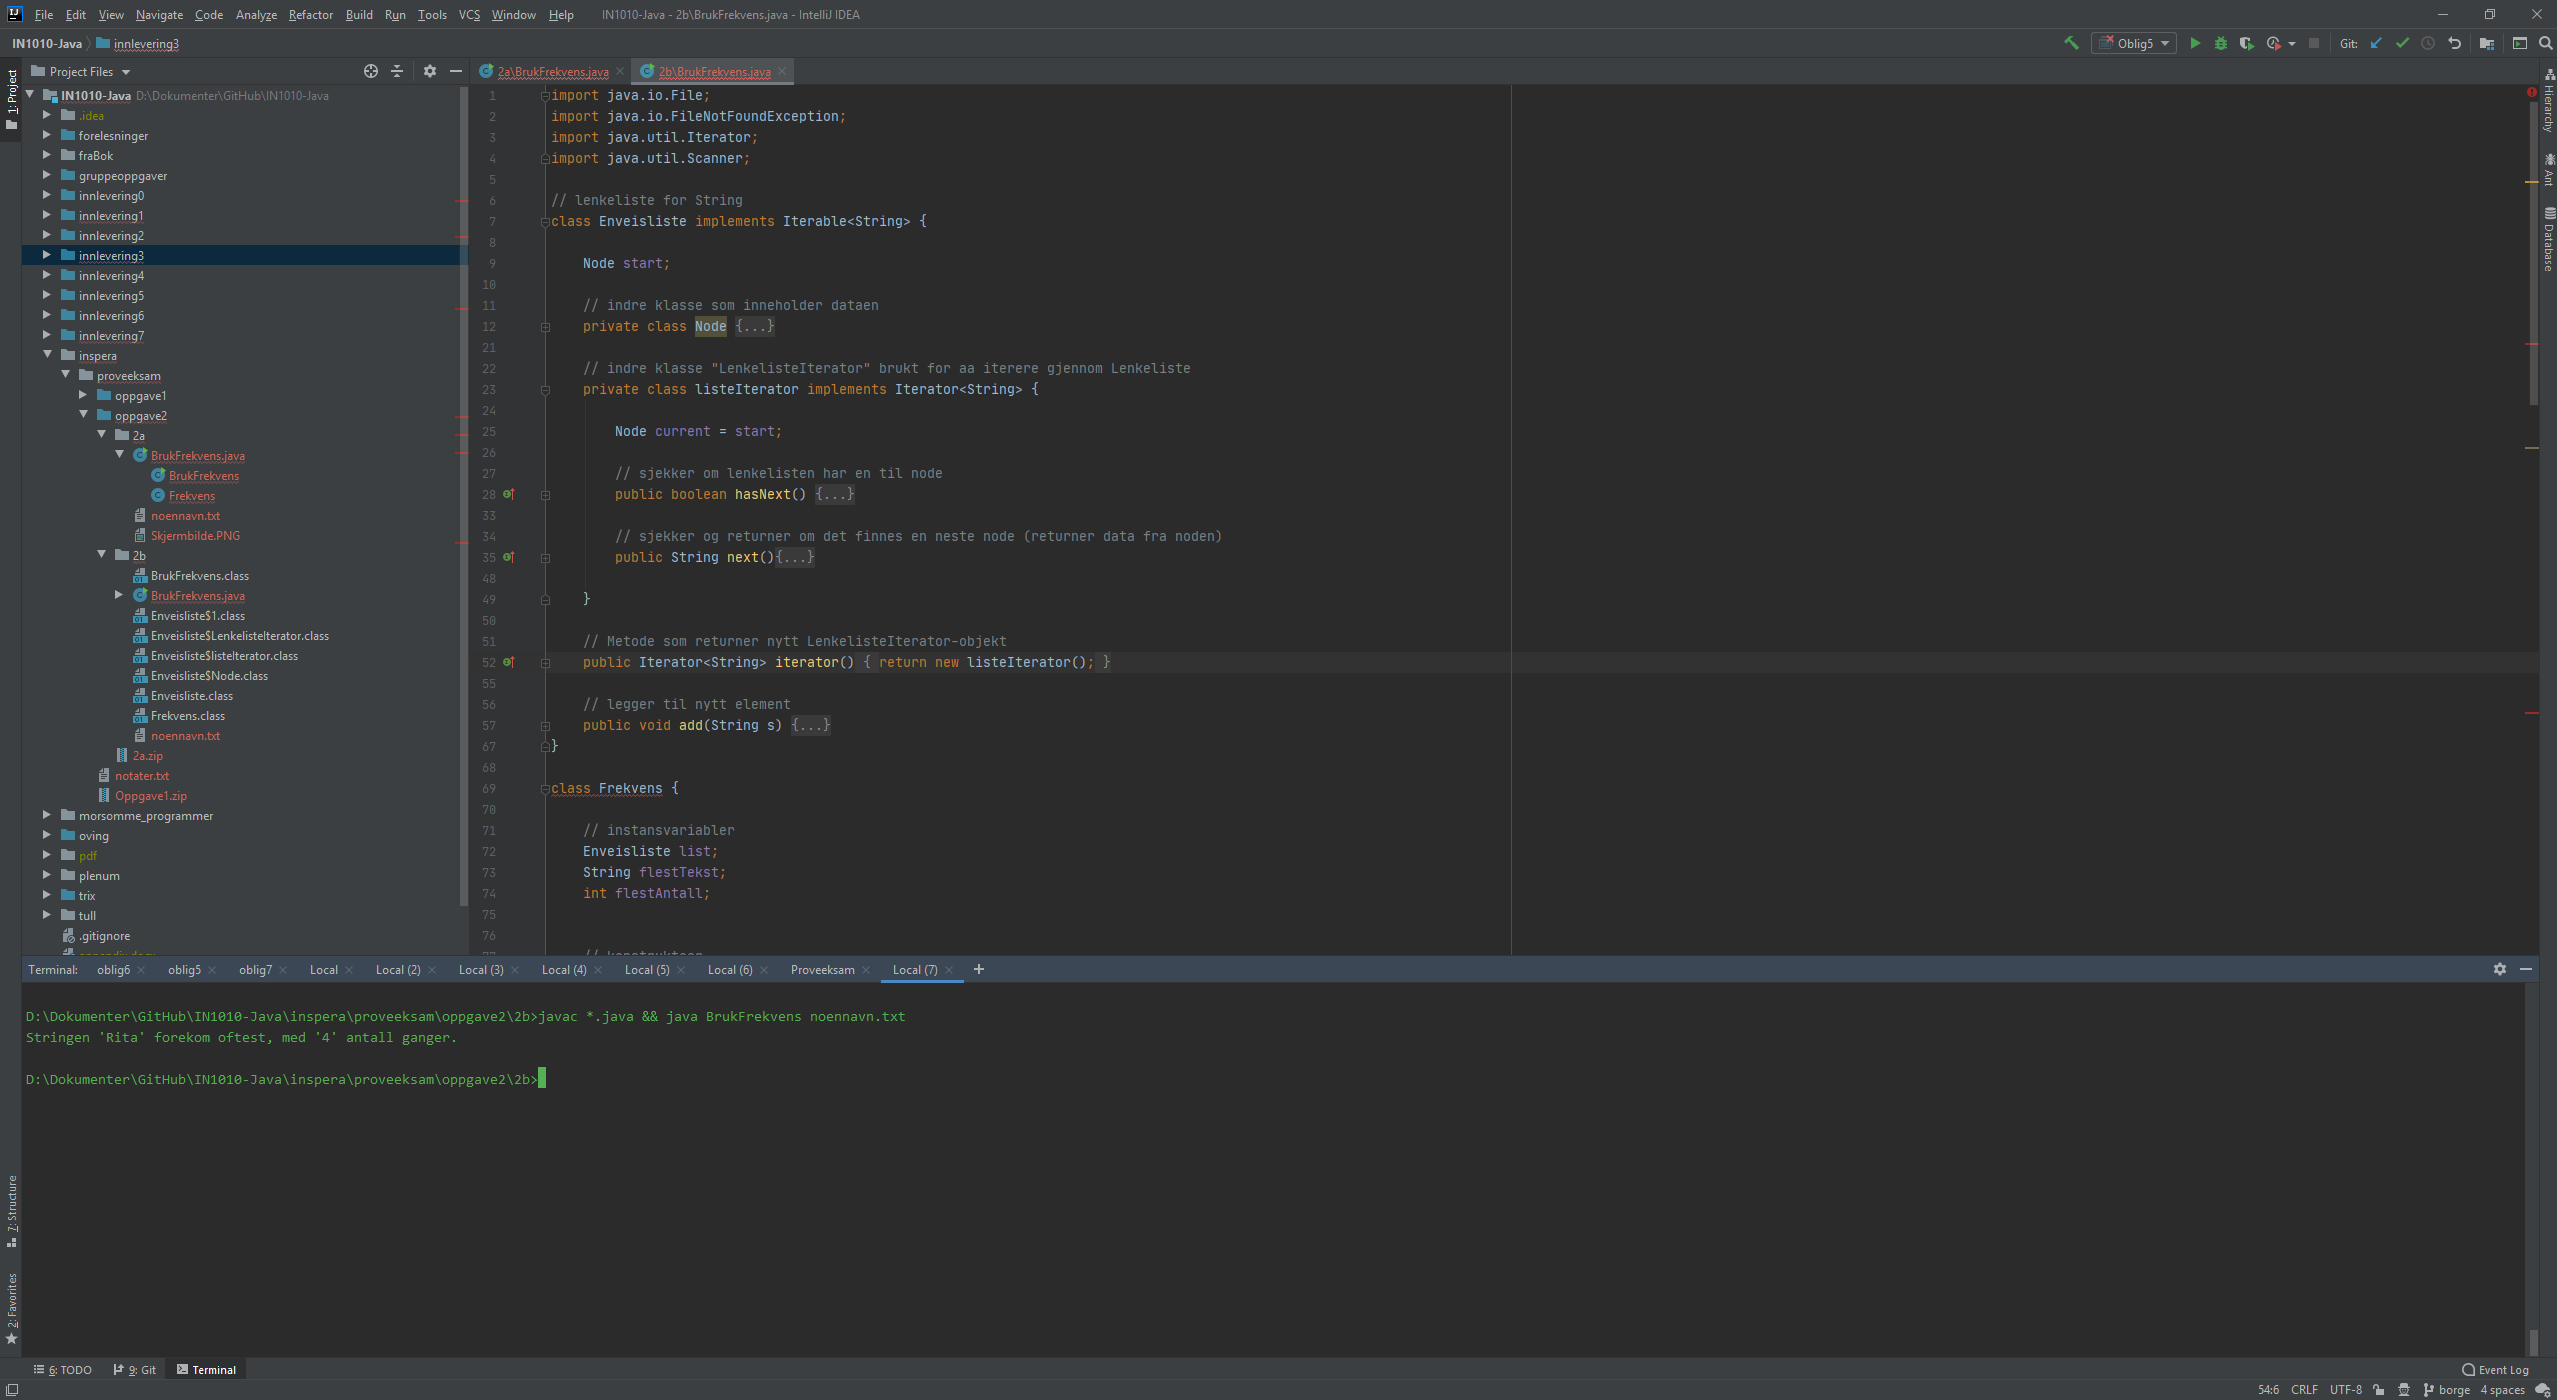 File Edit View Navigate Code Analyze Refactor Build Run Tools VCS Window Help IN1010-Java - 2b\BrukFrekvens.java - IntelliJ IDEA
IN1010-Java innlevering3 Oblig5 Git:
Project Files 2a\BrukFrekvens.java 2b\BrukFrekvens.java
1: Project
IN1010-Java D:\Dokumenter\GitHub\IN1010-Java
.idea
forelesninger
fraBok
gruppeoppgaver
innlevering0
innlevering1
innlevering2
innlevering3
innlevering4
innlevering5
innlevering6
innlevering7
inspera
proveeksam
oppgave1
oppgave2
2a
BrukFrekvens.java
BrukFrekvens
Frekvens
noennavn.txt
Skjermbilde.PNG
2b
BrukFrekvens.class
BrukFrekvens.java
Enveisliste$1.class
Enveisliste$LenkelisteIterator.class
Enveisliste$listeIterator.class
Enveisliste$Node.class
Enveisliste.class
Frekvens.class
noennavn.txt
2a.zip
notater.txt
Oppgave1.zip
morsomme_programmer
oving
pdf
plenum
trix
tull
.gitignore
1 import java.io.File;
2 import java.io.FileNotFoundException;
3 import java.util.Iterator;
4 import java.util.Scanner;
5
6 // lenkeliste for String
7 class Enveisliste implements Iterable<String> {
8
9 Node start;
10
11 // indre klasse som inneholder dataen
12 private class Node {...}
21
22 // indre klasse "LenkelisteIterator" brukt for aa iterere gjennom Lenkeliste
23 private class listeIterator implements Iterator<String> {
24
25 Node current = start;
26
27 // sjekker om lenkelisten har en til node
28 public boolean hasNext() {...}
33
34 // sjekker og returner om det finnes en neste node (returner data fra noden)
35 public String next(){...}
48
49 }
50
51 // Metode som returner nytt LenkelisteIterator-objekt
52 public Iterator<String> iterator() { return new listeIterator(); }
55
56 // legger til nytt element
57 public void add(String s) {...}
67 }
68
69 class Frekvens {
70
71 // instansvariabler
72 Enveisliste list;
73 String flestTekst;
74 int flestAntall;
75
76
Hierarchy
Ant
Database
Terminal: oblig6 oblig5 oblig7 Local Local (2) Local (3) Local (4) Local (5) Local (6) Proveeksam Local (7)
D:\Dokumenter\GitHub\IN1010-Java\inspera\proveeksam\oppgave2\2b>javac *.java && java BrukFrekvens noennavn.txt
Stringen 'Rita' forekom oftest, med '4' antall ganger.
D:\Dokumenter\GitHub\IN1010-Java\inspera\proveeksam\oppgave2\2b>
7: Structure
2: Favorites
6: TODO 9: Git Terminal Event Log
54:6 CRLF UTF-8 borge 4 spaces